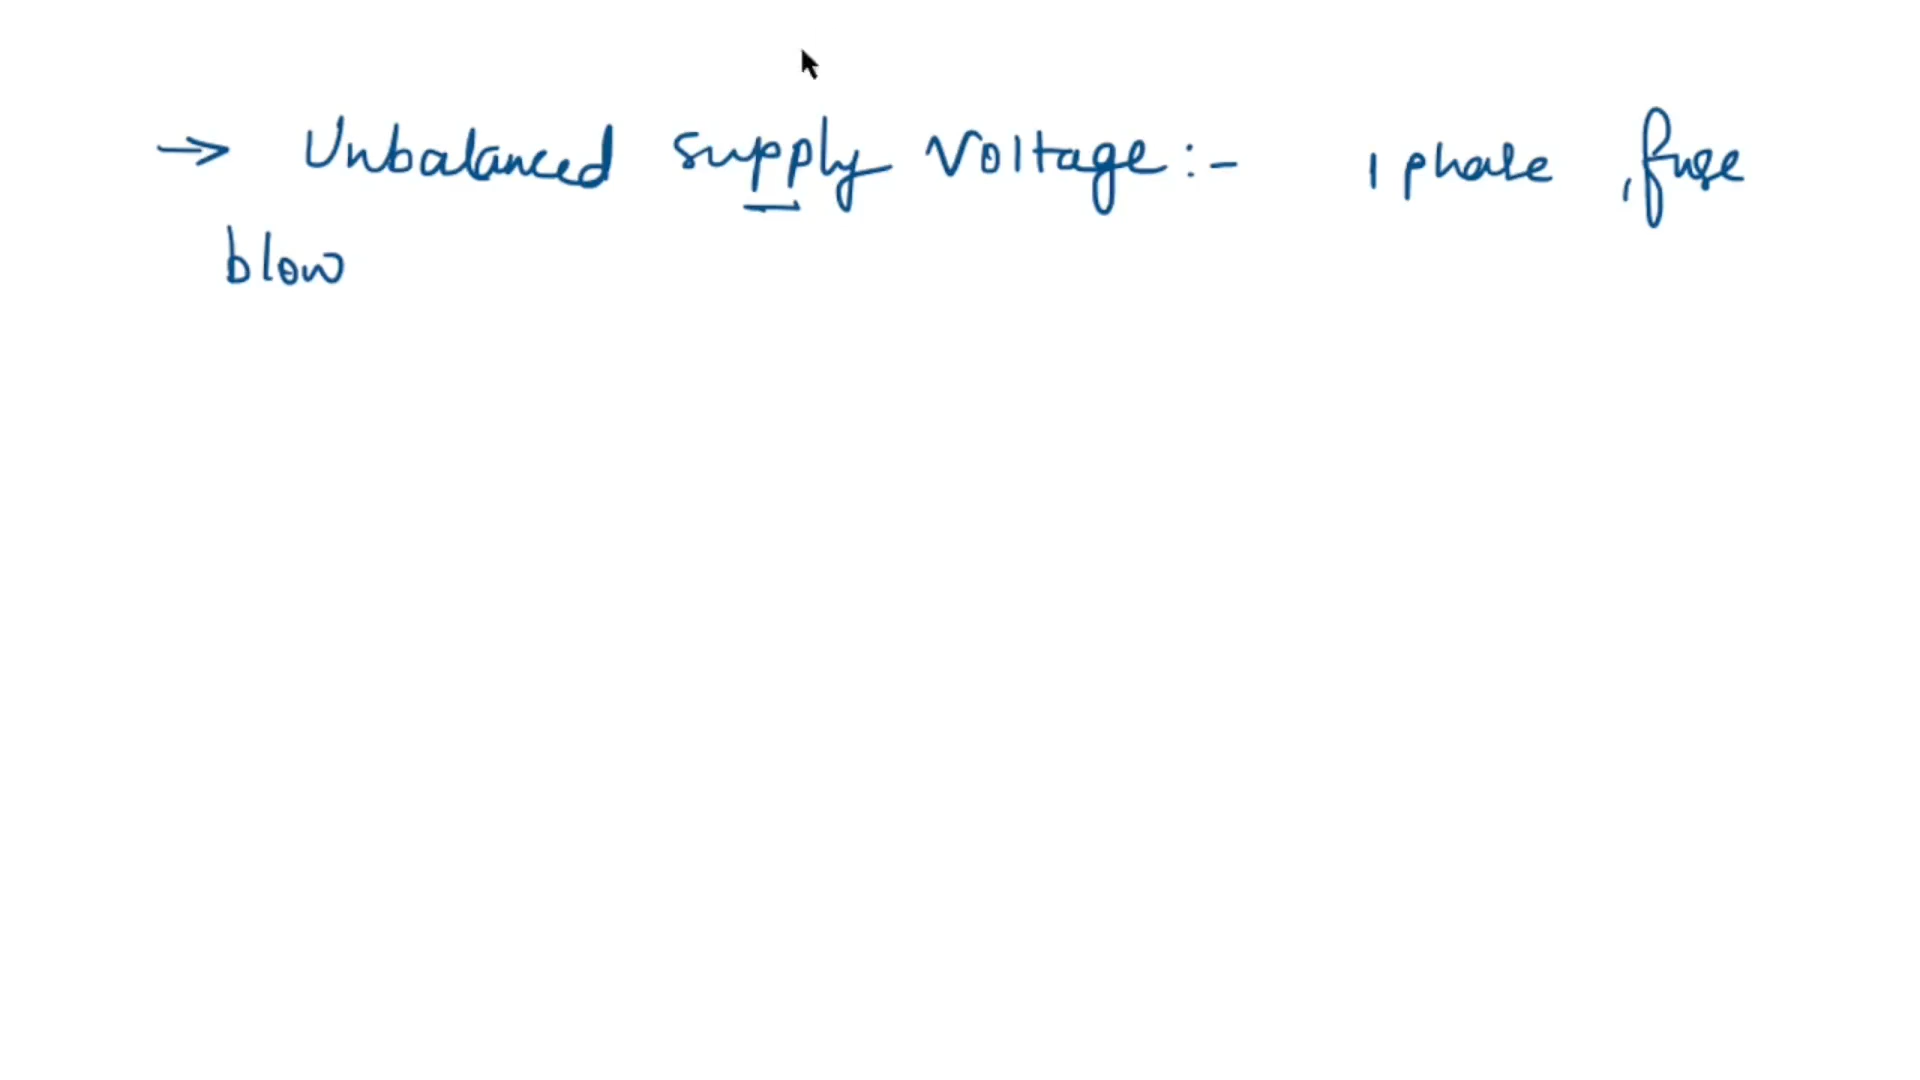 → Unbalanced supply Voltage :- 1 phase , fuse
blow